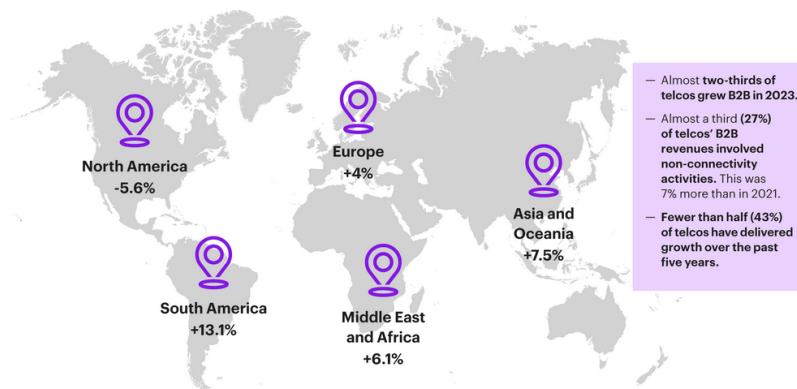 North America
-5.6%
Europe
+4%
Asia and
Oceania
+7.5%
South America
+13.1%
Middle East
and Africa
+6.1%
— Almost two-thirds of
telcos grew B2B in 2023.
— Almost a third (27%)
of telcos’ B2B
revenues involved
non-connectivity
activities. This was
7% more than in 2021.
— Fewer than half (43%)
of telcos have delivered
growth over the past
five years.